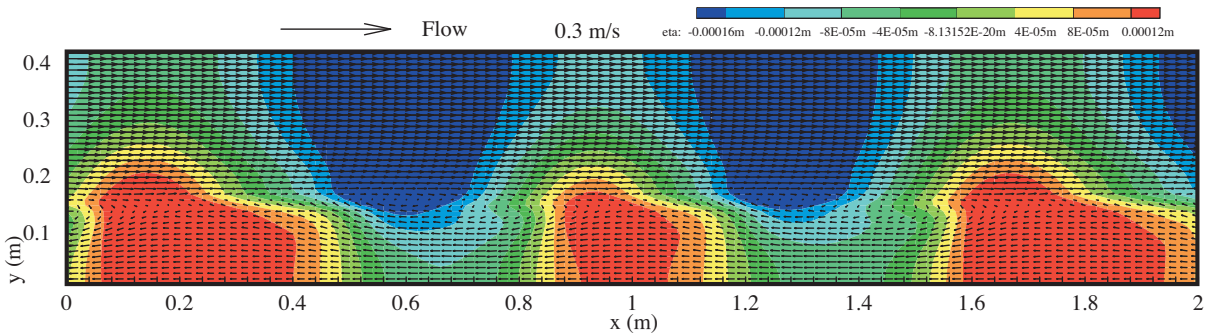 Flow 0.3 m/s
eta: -0.00016m -0.00012m -8E-05m -4E-05m -8.13152E-20m 4E-05m 8E-05m 0.00012m
0.4
0.3
0.2
0.1
y (m)
0 0.2 0.4 0.6 0.8 1 1.2 1.4 1.6 1.8 2
x (m)